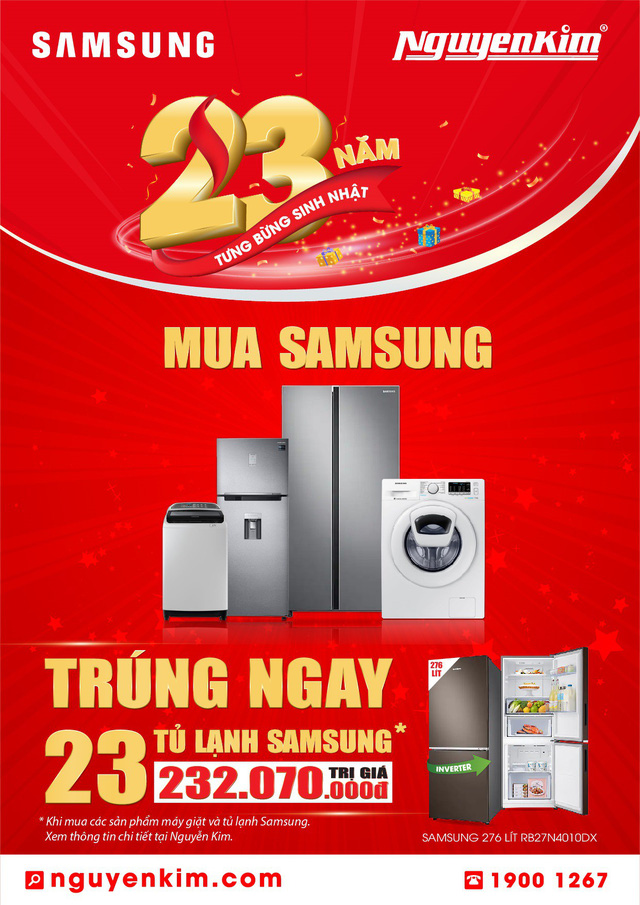 SAMSUNG
NguyenKim®
23 NĂM
TƯNG BỪNG SINH NHẬT
MUA SAMSUNG
TRÚNG NGAY
23 TỦ LẠNH SAMSUNG*
TRỊ GIÁ
232.070.000đ
276
LÍT
INVERTER
* Khi mua các sản phẩm máy giặt và tủ lạnh Samsung.
Xem thông tin chi tiết tại Nguyễn Kim.
SAMSUNG 276 LÍT RB27N4010DX
nguyenkim.com
1900 1267